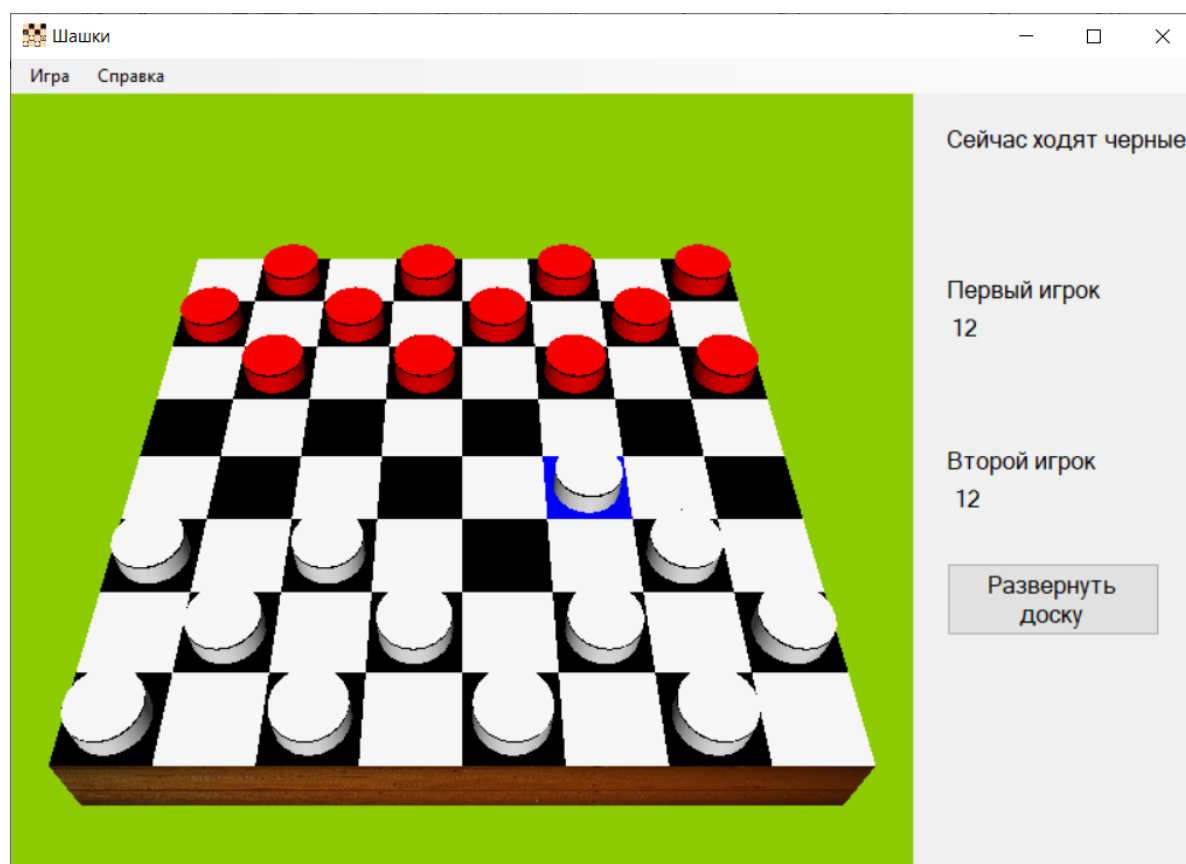 Шашки
Игра Справка
Сейчас ходят черные
Первый игрок
12
Второй игрок
12
Развернуть
доску